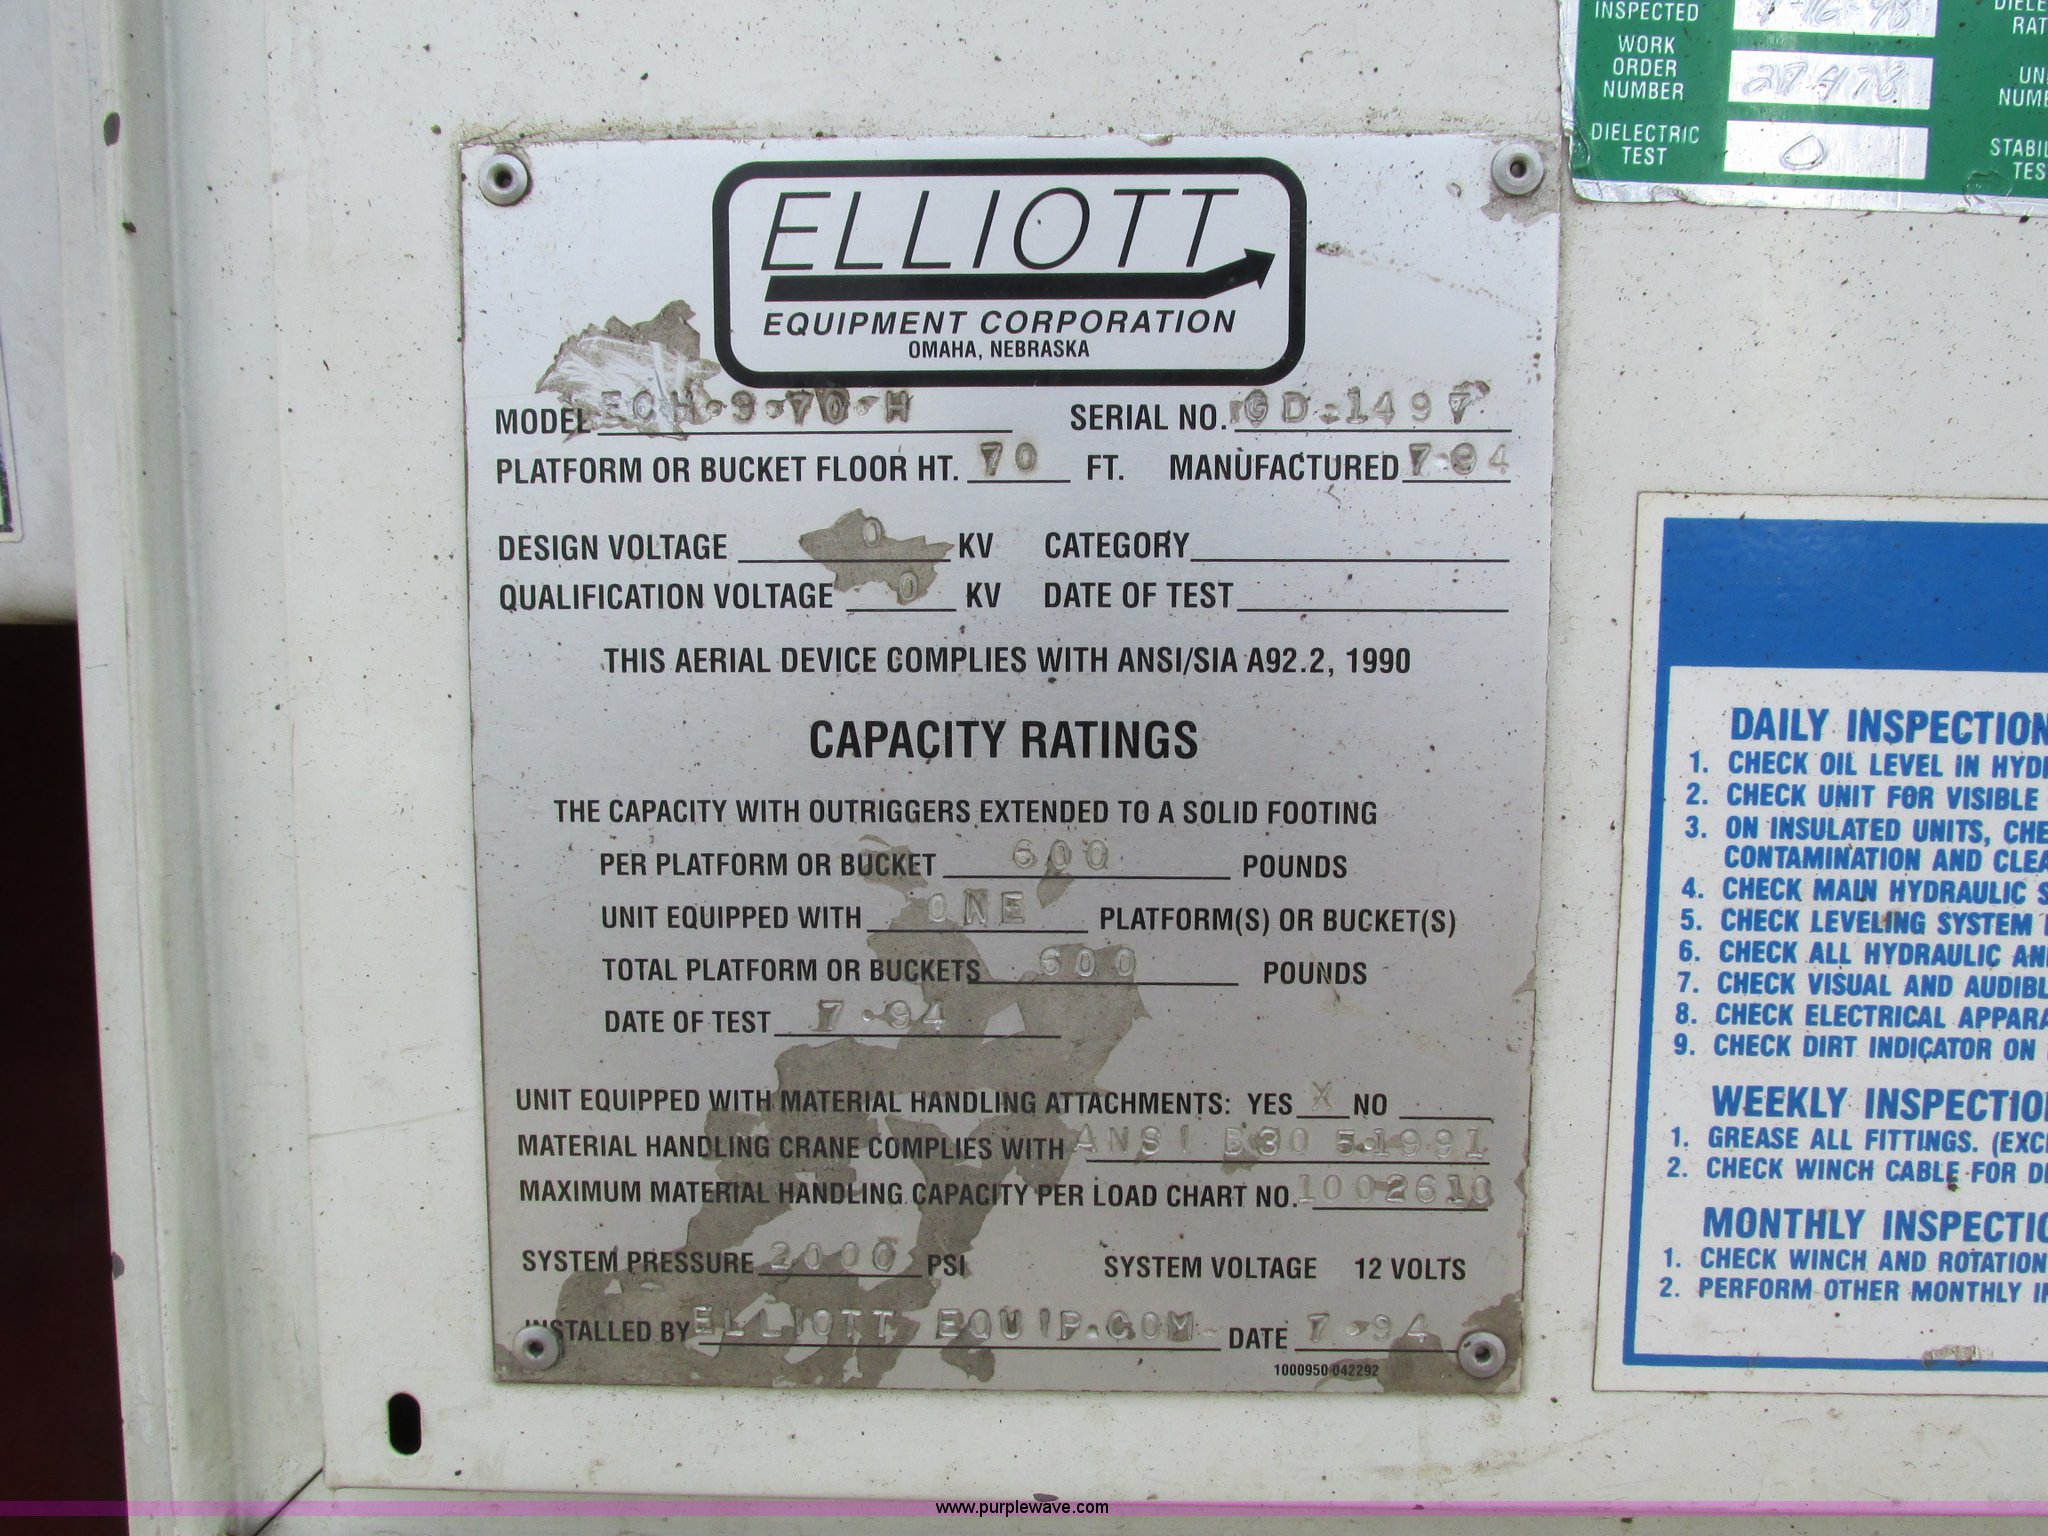 ELLIOTT
EQUIPMENT CORPORATION
OMAHA, NEBRASKA
MODEL ECH-9-70-H SERIAL NO. GD-1497
PLATFORM OR BUCKET FLOOR HT. 70 FT. MANUFACTURED 7-94
DESIGN VOLTAGE 0 KV CATEGORY
QUALIFICATION VOLTAGE 0 KV DATE OF TEST
THIS AERIAL DEVICE COMPLIES WITH ANSI/SIA A92.2, 1990
CAPACITY RATINGS
THE CAPACITY WITH OUTRIGGERS EXTENDED TO A SOLID FOOTING
PER PLATFORM OR BUCKET 600 POUNDS
UNIT EQUIPPED WITH ONE PLATFORM(S) OR BUCKET(S)
TOTAL PLATFORM OR BUCKETS 600 POUNDS
DATE OF TEST 7-94
UNIT EQUIPPED WITH MATERIAL HANDLING ATTACHMENTS: YES X NO
MATERIAL HANDLING CRANE COMPLIES WITH ANSI B30 5-1991
MAXIMUM MATERIAL HANDLING CAPACITY PER LOAD CHART NO. 1002610
SYSTEM PRESSURE 2000 PSI SYSTEM VOLTAGE 12 VOLTS
INSTALLED BY ELLIOTT EQUIP.COM DATE 7-94
1000950 042292
INSPECTED
WORK
ORDER
NUMBER 27478
DIELECTRIC
TEST 0
DAILY INSPECTION
1. CHECK OIL LEVEL IN
2. CHECK UNIT FOR VISIBLE
3. ON INSULATED UNITS,
CONTAMINATION AND
4. CHECK MAIN HYDRAULIC
5. CHECK LEVELING SYSTEM
6. CHECK ALL HYDRAULIC
7. CHECK VISUAL AND
8. CHECK ELECTRICAL
9. CHECK DIRT INDICATOR ON
WEEKLY
1. GREASE ALL FITTINGS.
2. CHECK WINCH CABLE FOR
MONTHLY
1. CHECK WINCH AND ROTATION
2. PERFORM OTHER MONTHLY
www.purplewave.com